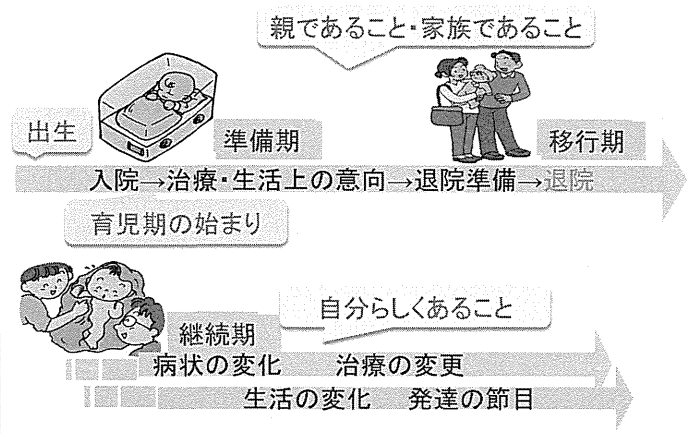 親であること・家族であること
出生
準備期
移行期
入院→治療・生活上の意向→退院準備→退院
育児期の始まり
自分らしくあること
継続期
病状の変化 治療の変更
生活の変化 発達の節目